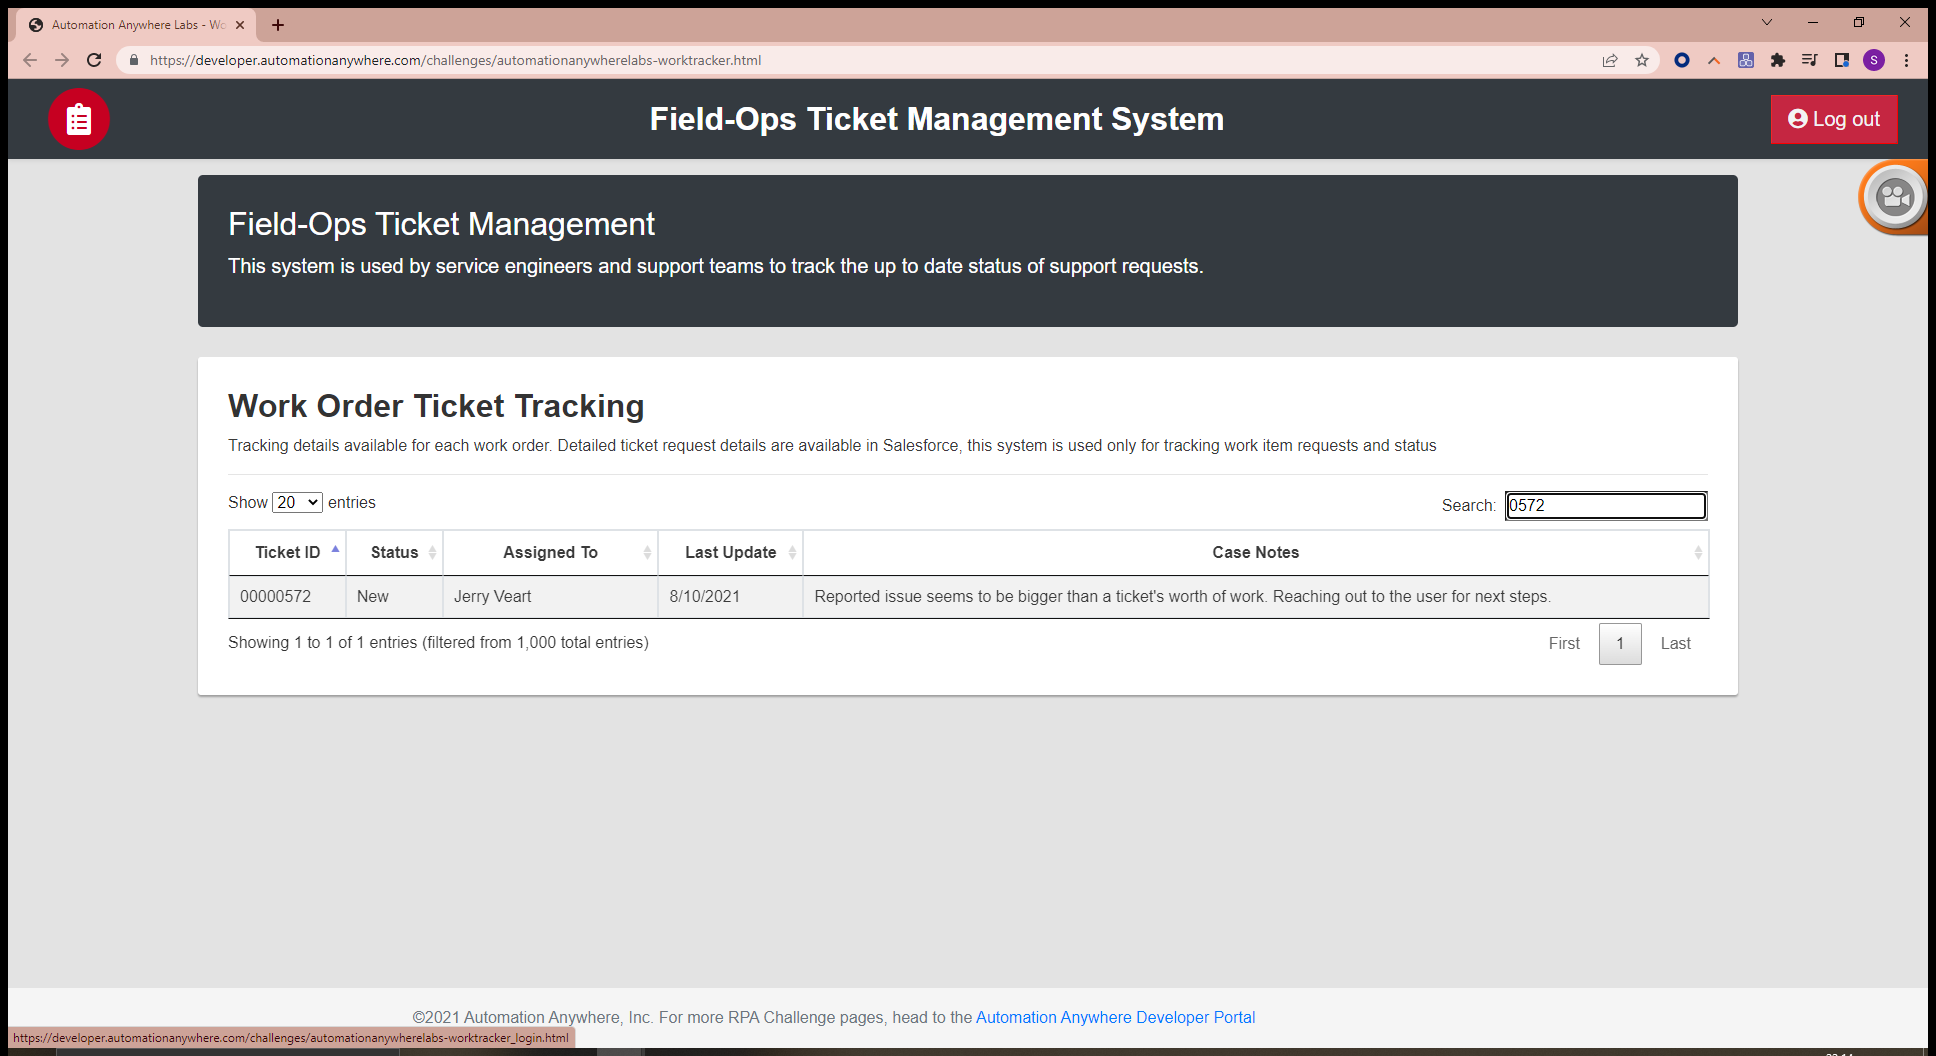 Automation Anywhere Labs - Wo
https://developer.automationanywhere.com/challenges/automationanywherelabs-worktracker.html
S
Field-Ops Ticket Management System
Log out
Field-Ops Ticket Management
This system is used by service engineers and support teams to track the up to date status of support requests.
Work Order Ticket Tracking
Tracking details available for each work order. Detailed ticket request details are available in Salesforce, this system is used only for tracking work item requests and status
Show 20 entries
Search: 0572
Ticket ID Status Assigned To Last Update Case Notes
00000572 New Jerry Veart 8/10/2021 Reported issue seems to be bigger than a ticket's worth of work. Reaching out to the user for next steps.
Showing 1 to 1 of 1 entries (filtered from 1,000 total entries)
First 1 Last
©2021 Automation Anywhere, Inc. For more RPA Challenge pages, head to the Automation Anywhere Developer Portal
https://developer.automationanywhere.com/challenges/automationanywherelabs-worktracker_login.html